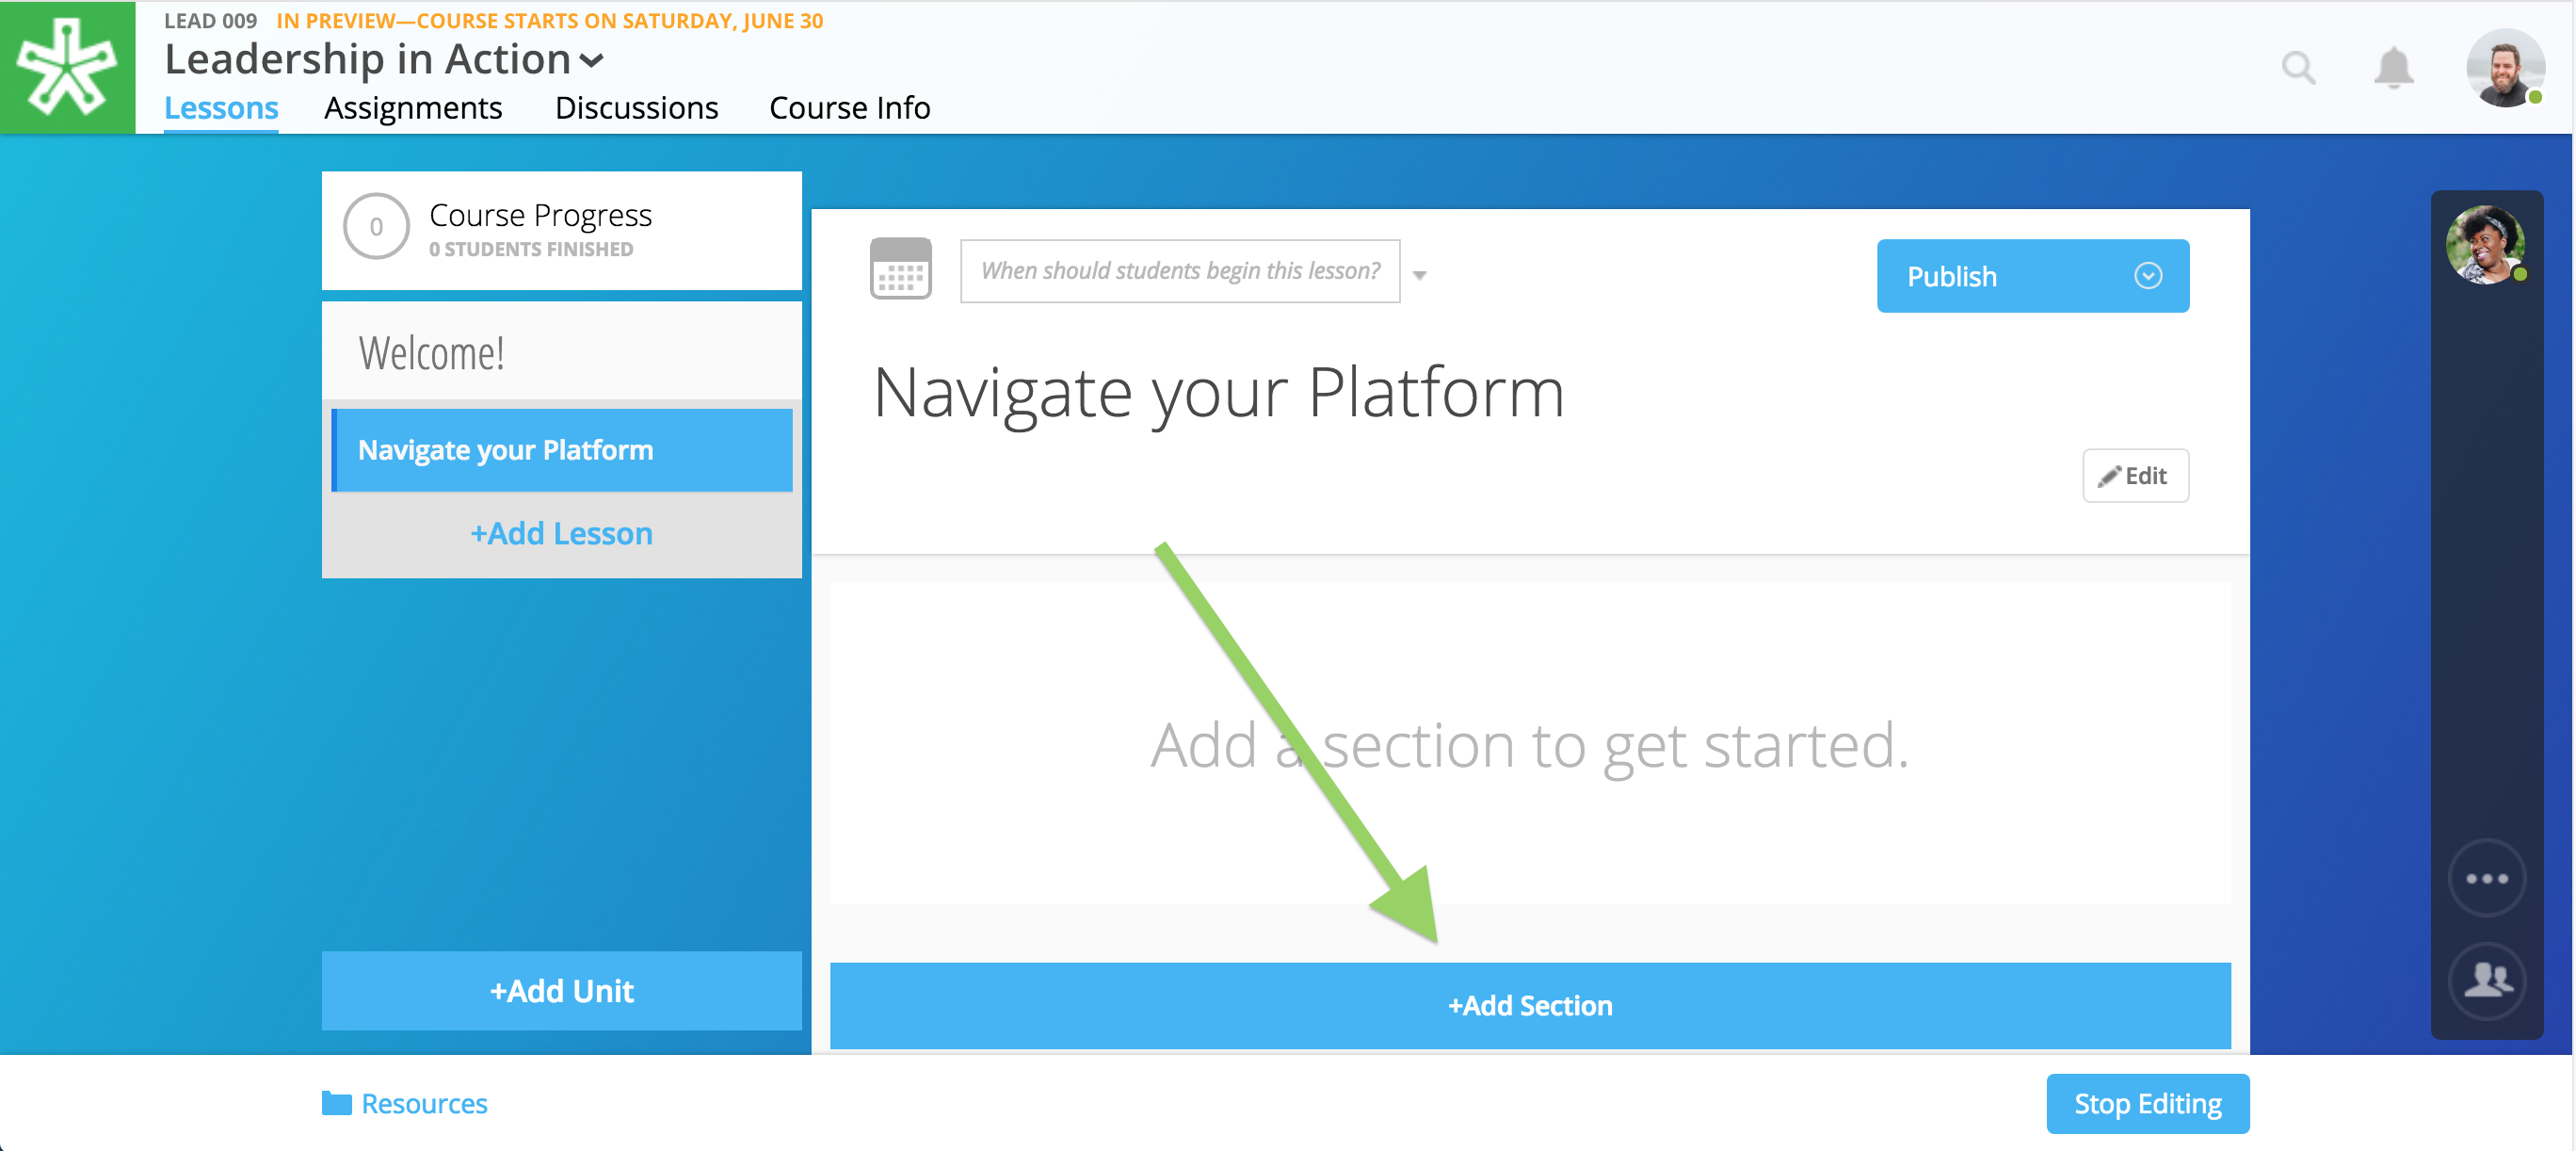 LEAD 009 IN PREVIEW—COURSE STARTS ON SATURDAY, JUNE 30
Leadership in Action
Lessons Assignments Discussions Course Info
0
Course Progress
0 STUDENTS FINISHED
Welcome!
Navigate your Platform
+Add Lesson
+Add Unit
When should students begin this lesson?
Publish
Navigate your Platform
Edit
Add a section to get started.
+Add Section
Resources
Stop Editing